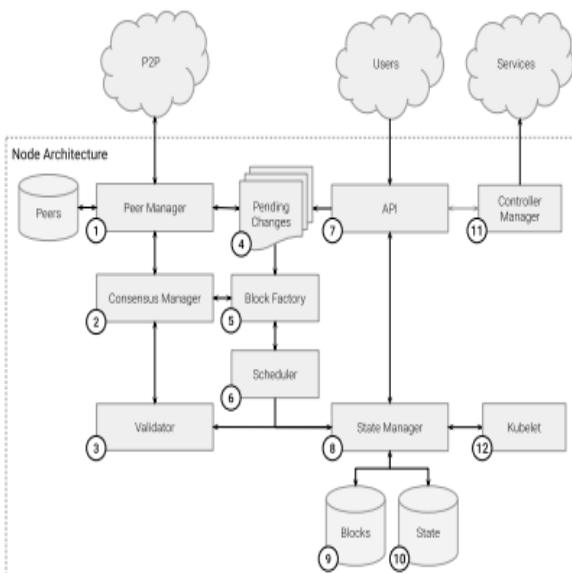 P2P
Users
Services
Node Architecture
Peers
Peer Manager
1
Pending
Changes
4
API
7
Controller
Manager
11
Consensus Manager
2
Block Factory
5
Scheduler
6
Validator
3
State Manager
8
Kubelet
12
Blocks
9
State
10